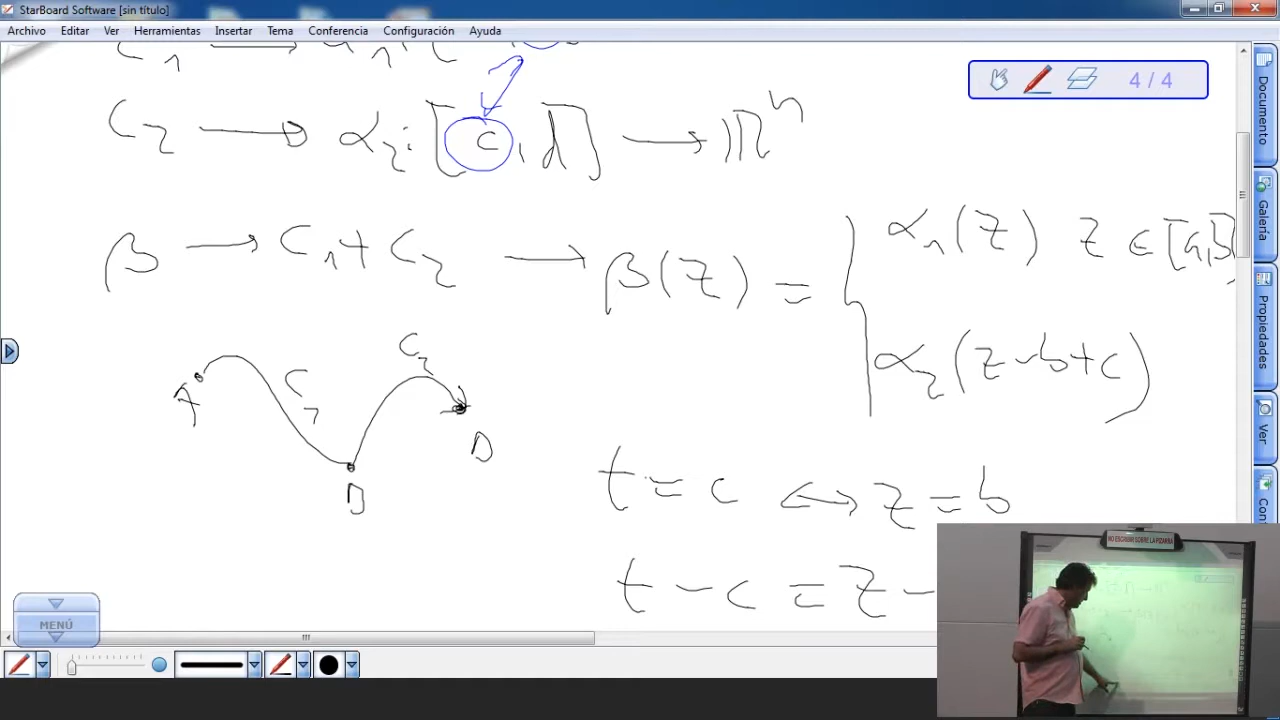 StarBoard Software [sin título]
Archivo Editar Ver Herramientas Insertar Tema Conferencia Configuración Ayuda
4 / 4
C₂ → α₂: [c, d] → ℝⁿ
β → C₁ + C₂ → β(z) = { α₁(z) z ∈ [a, b]
α₂(z - b + c)
A C₁ C₂ B D
t = c ↔ z = b
t - c = z -
MENÚ
Documento
Galería
Propiedades
Ver
Cont
NO ESCRIBIR SOBRE LA PIZARRA